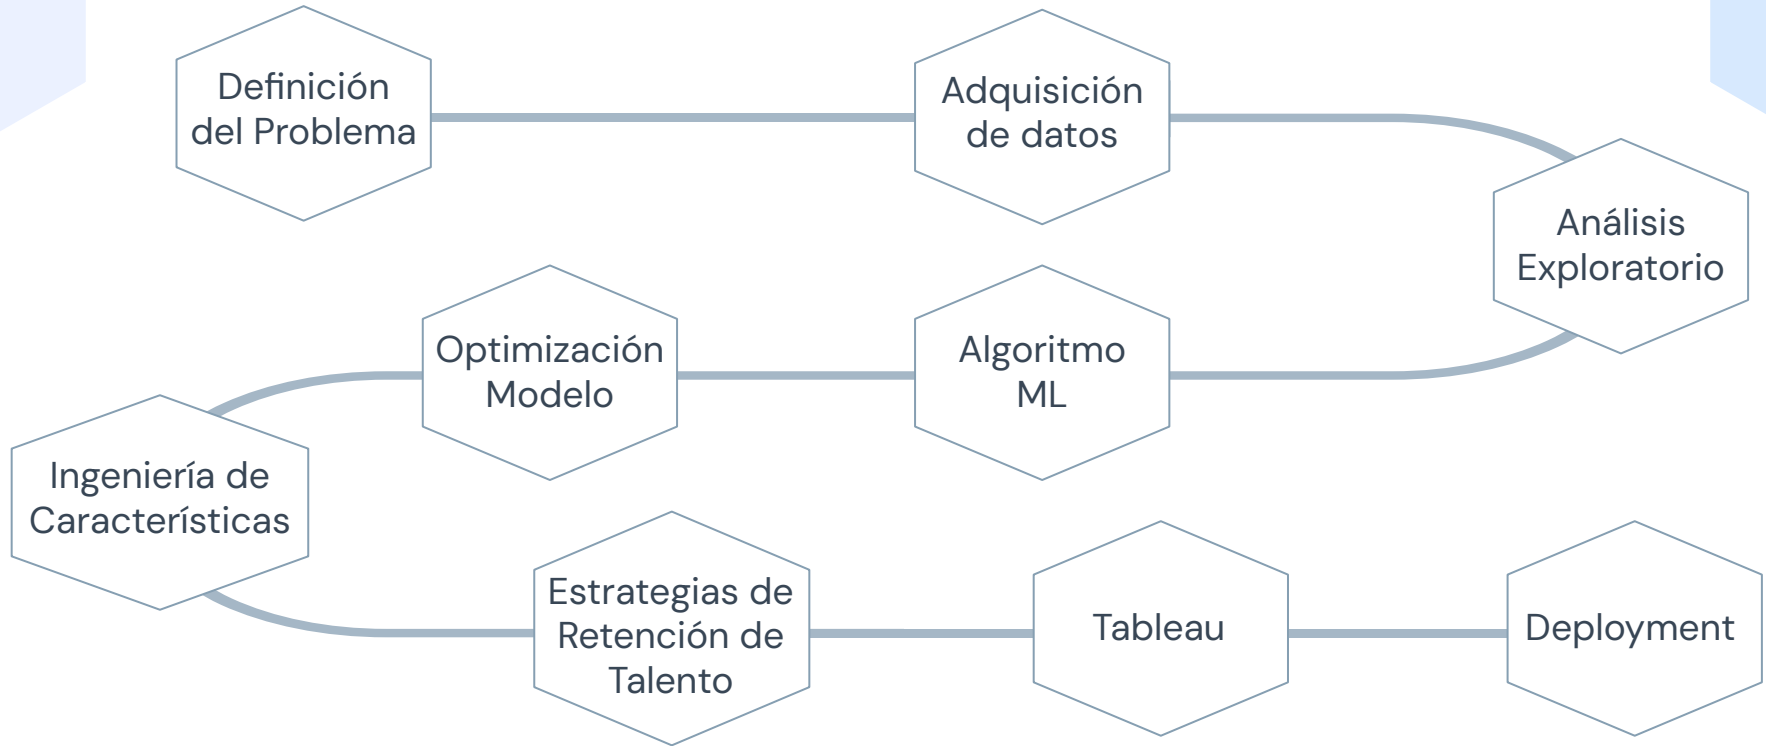 Definición
del Problema
Adquisición
de datos
Análisis
Exploratorio
Algoritmo
ML
Optimización
Modelo
Ingeniería de
Características
Estrategias de
Retención de
Talento
Tableau
Deployment